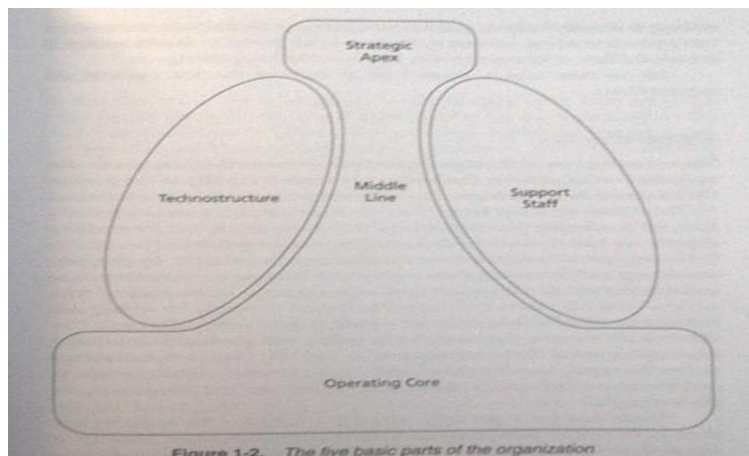 Strategic
Apex
Technostructure
Middle
Line
Support
Staff
Operating Core
Figure 1-2. The five basic parts of the organization